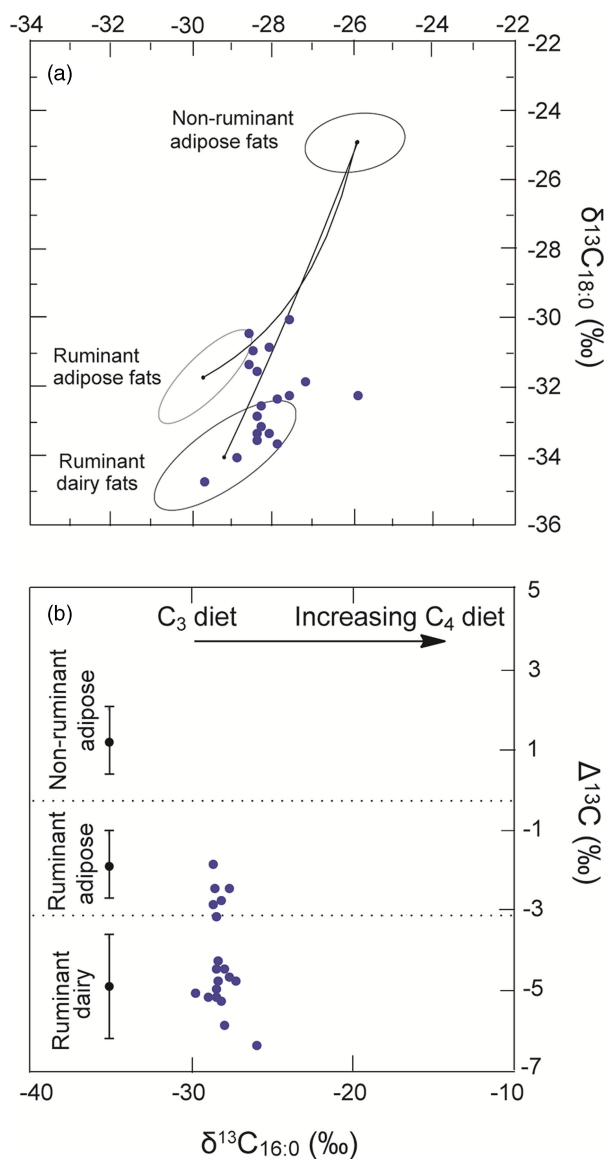 -34 -32 -30 -28 -26 -24 -22
(a)
-22
Non-ruminant
adipose fats
-24
-26
-28
δ¹³C₁₈:₀ (‰)
-30
Ruminant
adipose fats
-32
Ruminant
dairy fats
-34
-36
(b)
5
C₃ diet
Increasing C₄ diet
3
Non-ruminant
adipose
1
Δ¹³C (‰)
-1
Ruminant
adipose
-3
Ruminant
dairy
-5
-7
-40 -30 -20 -10
δ¹³C₁₆:₀ (‰)